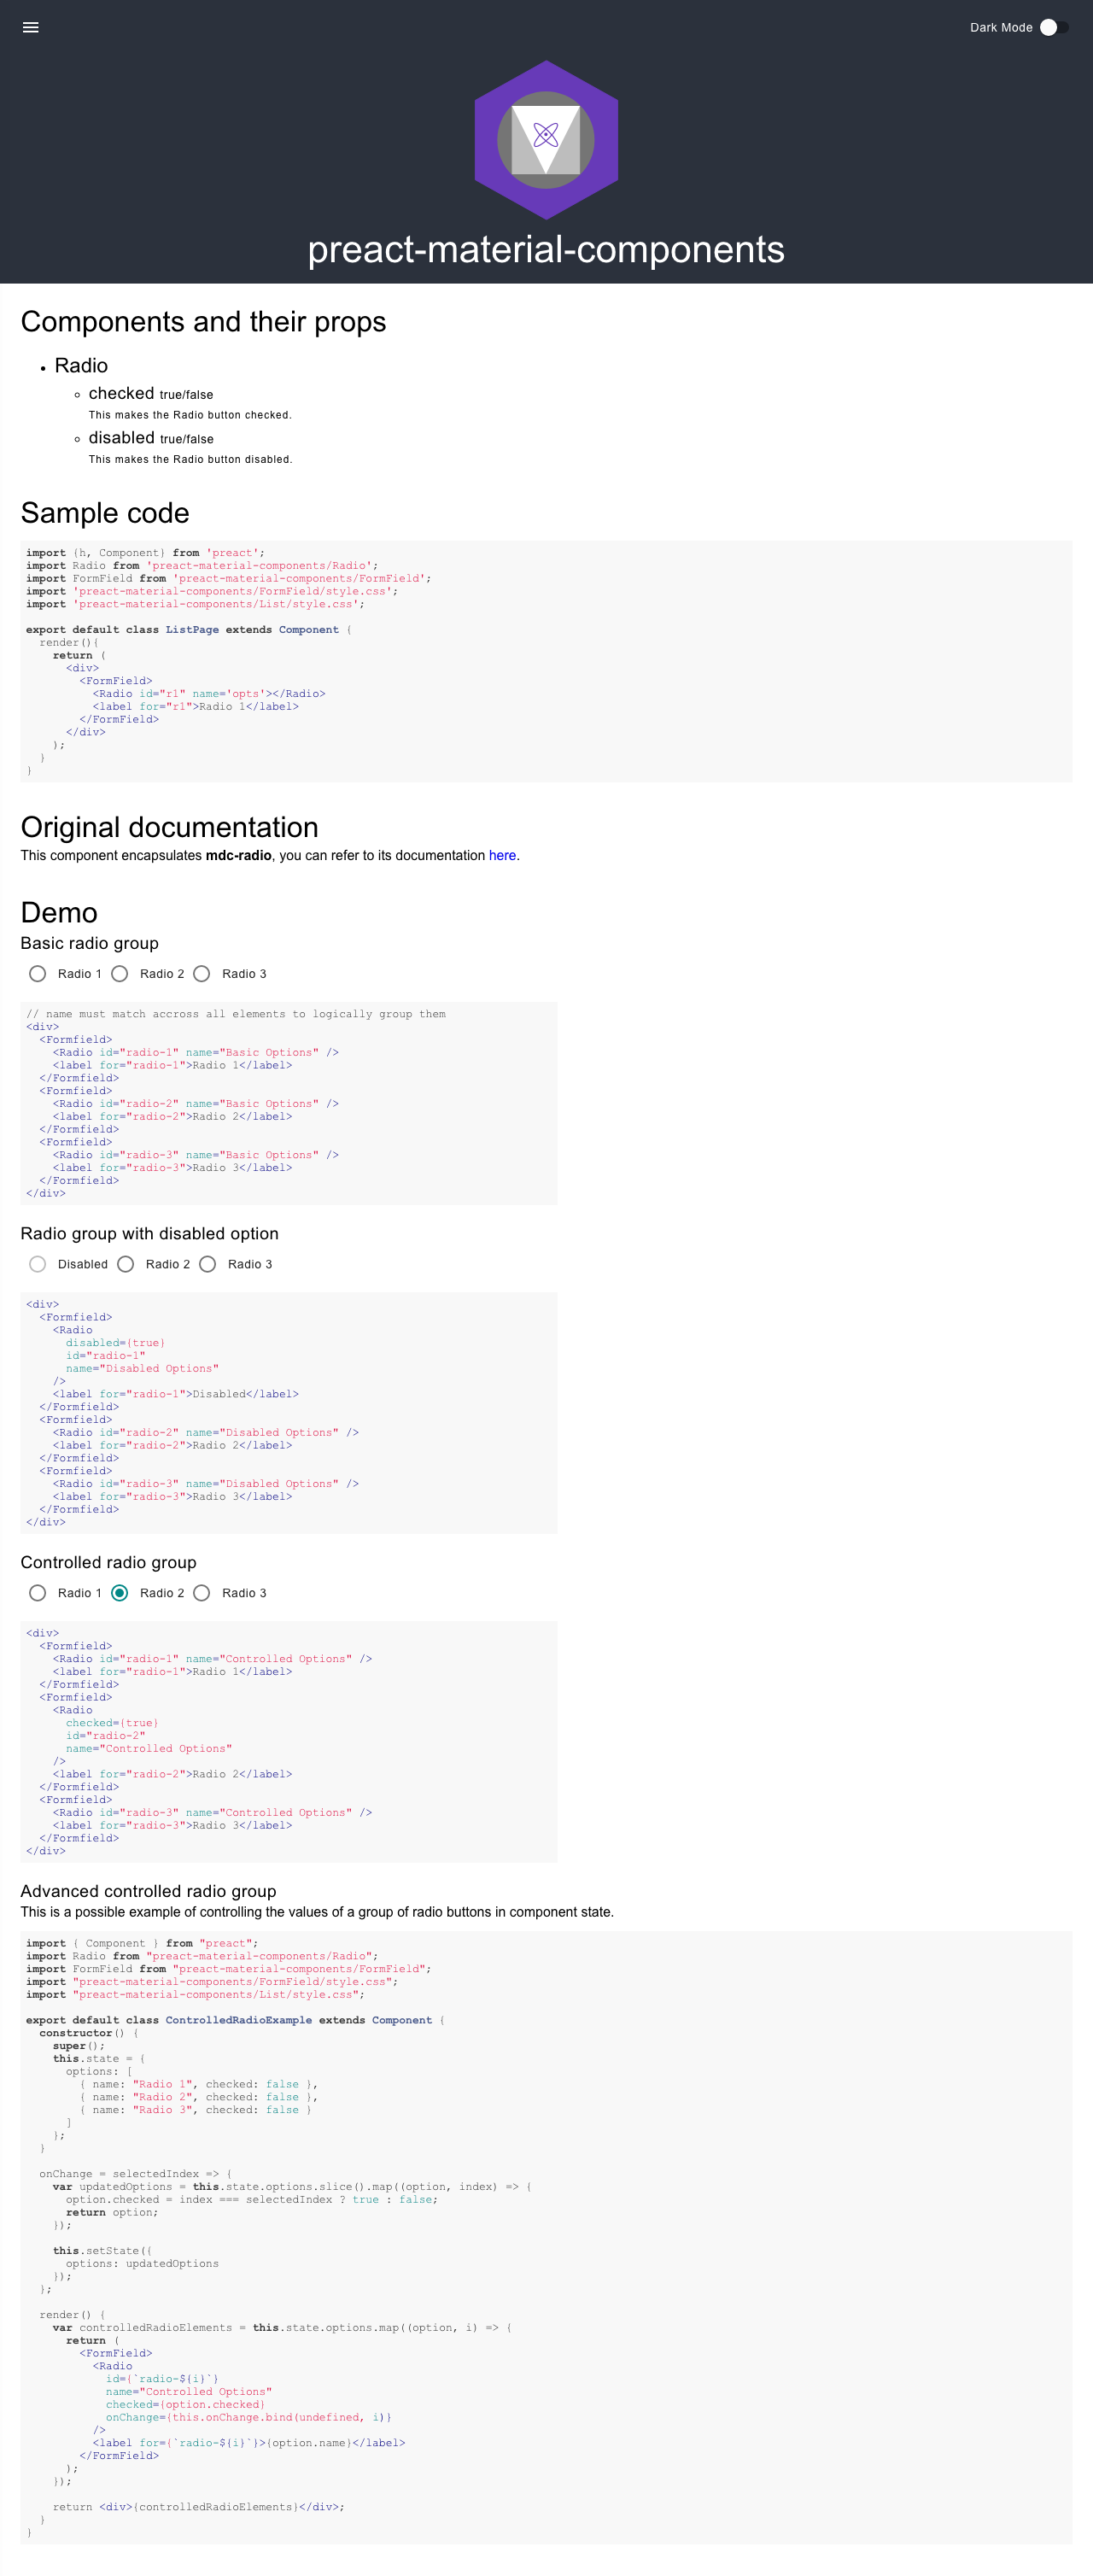 Dark Mode
preact-material-components
Components and their props
Radio
checked true/false
This makes the Radio button checked.
disabled true/false
This makes the Radio button disabled.
Sample code
import {h, Component} from 'preact';
import Radio from 'preact-material-components/Radio';
import FormField from 'preact-material-components/FormField';
import 'preact-material-components/FormField/style.css';
import 'preact-material-components/List/style.css';
export default class ListPage extends Component {
  render(){
    return (
      <div>
        <FormField>
          <Radio id="r1" name='opts'></Radio>
          <label for="r1">Radio 1</label>
        </FormField>
      </div>
    );
  }
}
Original documentation
This component encapsulates mdc-radio, you can refer to its documentation here.
Demo
Basic radio group
Radio 1 Radio 2 Radio 3
// name must match accross all elements to logically group them
<div>
  <Formfield>
    <Radio id="radio-1" name="Basic Options" />
    <label for="radio-1">Radio 1</label>
  </Formfield>
  <Formfield>
    <Radio id="radio-2" name="Basic Options" />
    <label for="radio-2">Radio 2</label>
  </Formfield>
  <Formfield>
    <Radio id="radio-3" name="Basic Options" />
    <label for="radio-3">Radio 3</label>
  </Formfield>
</div>
Radio group with disabled option
Disabled Radio 2 Radio 3
<div>
  <Formfield>
    <Radio
      disabled={true}
      id="radio-1"
      name="Disabled Options"
    />
    <label for="radio-1">Disabled</label>
  </Formfield>
  <Formfield>
    <Radio id="radio-2" name="Disabled Options" />
    <label for="radio-2">Radio 2</label>
  </Formfield>
  <Formfield>
    <Radio id="radio-3" name="Disabled Options" />
    <label for="radio-3">Radio 3</label>
  </Formfield>
</div>
Controlled radio group
Radio 1 Radio 2 Radio 3
<div>
  <Formfield>
    <Radio id="radio-1" name="Controlled Options" />
    <label for="radio-1">Radio 1</label>
  </Formfield>
  <Formfield>
    <Radio
      checked={true}
      id="radio-2"
      name="Controlled Options"
    />
    <label for="radio-2">Radio 2</label>
  </Formfield>
  <Formfield>
    <Radio id="radio-3" name="Controlled Options" />
    <label for="radio-3">Radio 3</label>
  </Formfield>
</div>
Advanced controlled radio group
This is a possible example of controlling the values of a group of radio buttons in component state.
import { Component } from "preact";
import Radio from "preact-material-components/Radio";
import FormField from "preact-material-components/FormField";
import "preact-material-components/FormField/style.css";
import "preact-material-components/List/style.css";
export default class ControlledRadioExample extends Component {
  constructor() {
    super();
    this.state = {
      options: [
        { name: "Radio 1", checked: false },
        { name: "Radio 2", checked: false },
        { name: "Radio 3", checked: false }
      ]
    };
  }
  onChange = selectedIndex => {
    var updatedOptions = this.state.options.slice().map((option, index) => {
      option.checked = index === selectedIndex ? true : false;
      return option;
    });
    this.setState({
      options: updatedOptions
    });
  };
  render() {
    var controlledRadioElements = this.state.options.map((option, i) => {
      return (
        <FormField>
          <Radio
            id={`radio-${i}`}
            name="Controlled Options"
            checked={option.checked}
            onChange={this.onChange.bind(undefined, i)}
          />
          <label for={`radio-${i}`}>{option.name}</label>
        </FormField>
      );
    });
    return <div>{controlledRadioElements}</div>;
  }
}